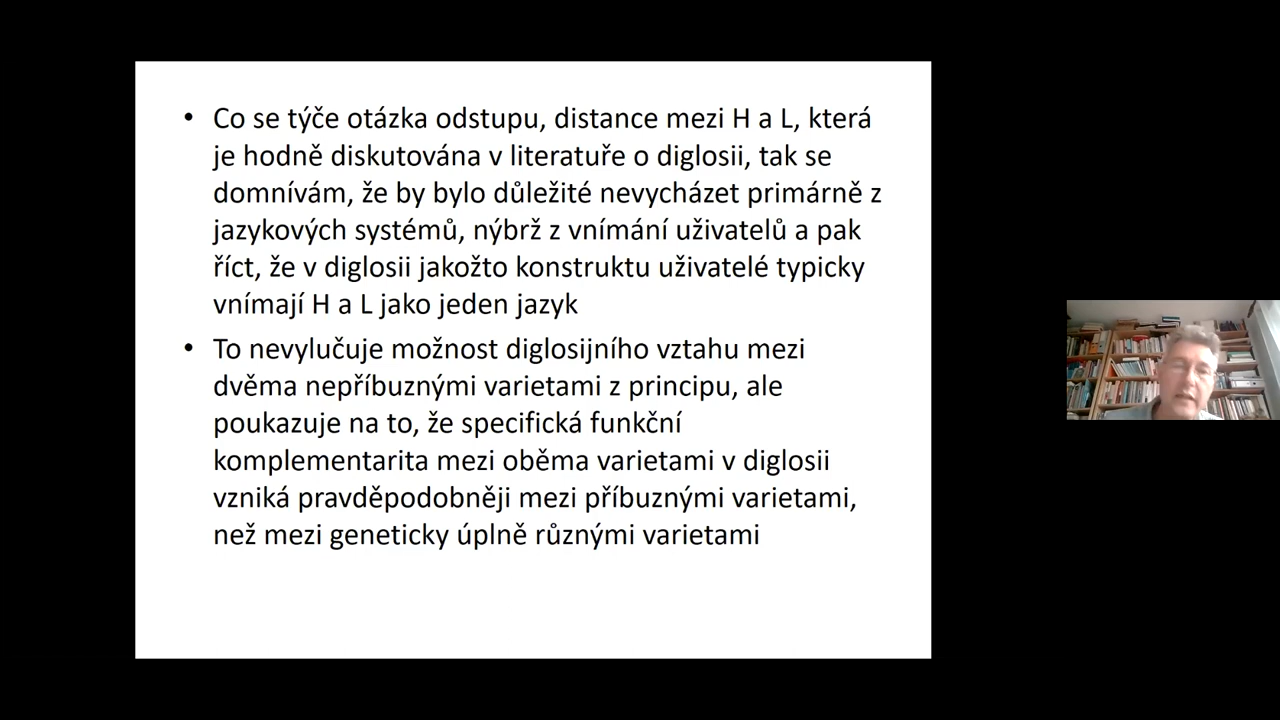 • Co se týče otázka odstupu, distance mezi H a L, která
je hodně diskutována v literatuře o diglosii, tak se
domnívám, že by bylo důležité nevycházet primárně z
jazykových systémů, nýbrž z vnímání uživatelů a pak
říct, že v diglosii jakožto konstruktu uživatelé typicky
vnímají H a L jako jeden jazyk
• To nevylučuje možnost diglosijního vztahu mezi
dvěma nepříbuznými varietami z principu, ale
poukazuje na to, že specifická funkční
komplementarita mezi oběma varietami v diglosii
vzniká pravděpodobněji mezi příbuznými varietami,
než mezi geneticky úplně různými varietami